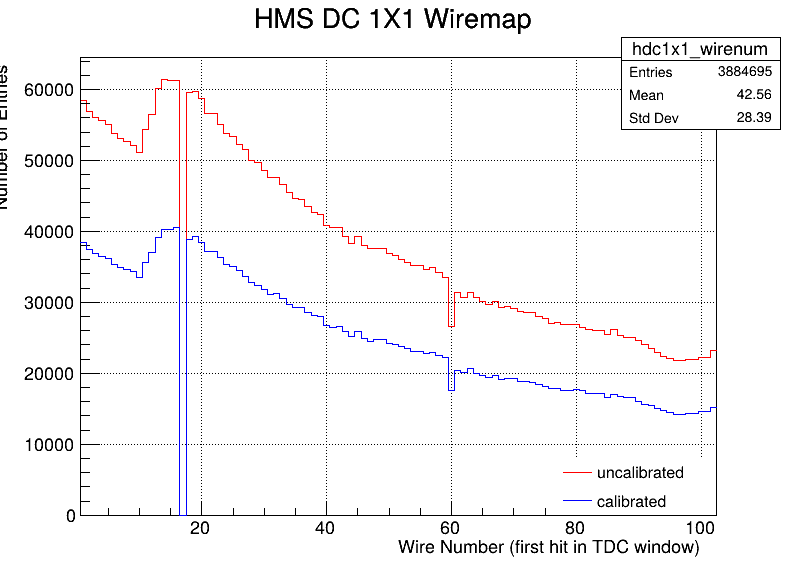 HMS DC 1X1 Wiremap
hdc1x1_wirenum
Entries 3884695
Mean 42.56
Std Dev 28.39
Number of Entries
60000
50000
40000
30000
20000
10000
0
uncalibrated
calibrated
20 40 60 80 100
Wire Number (first hit in TDC window)